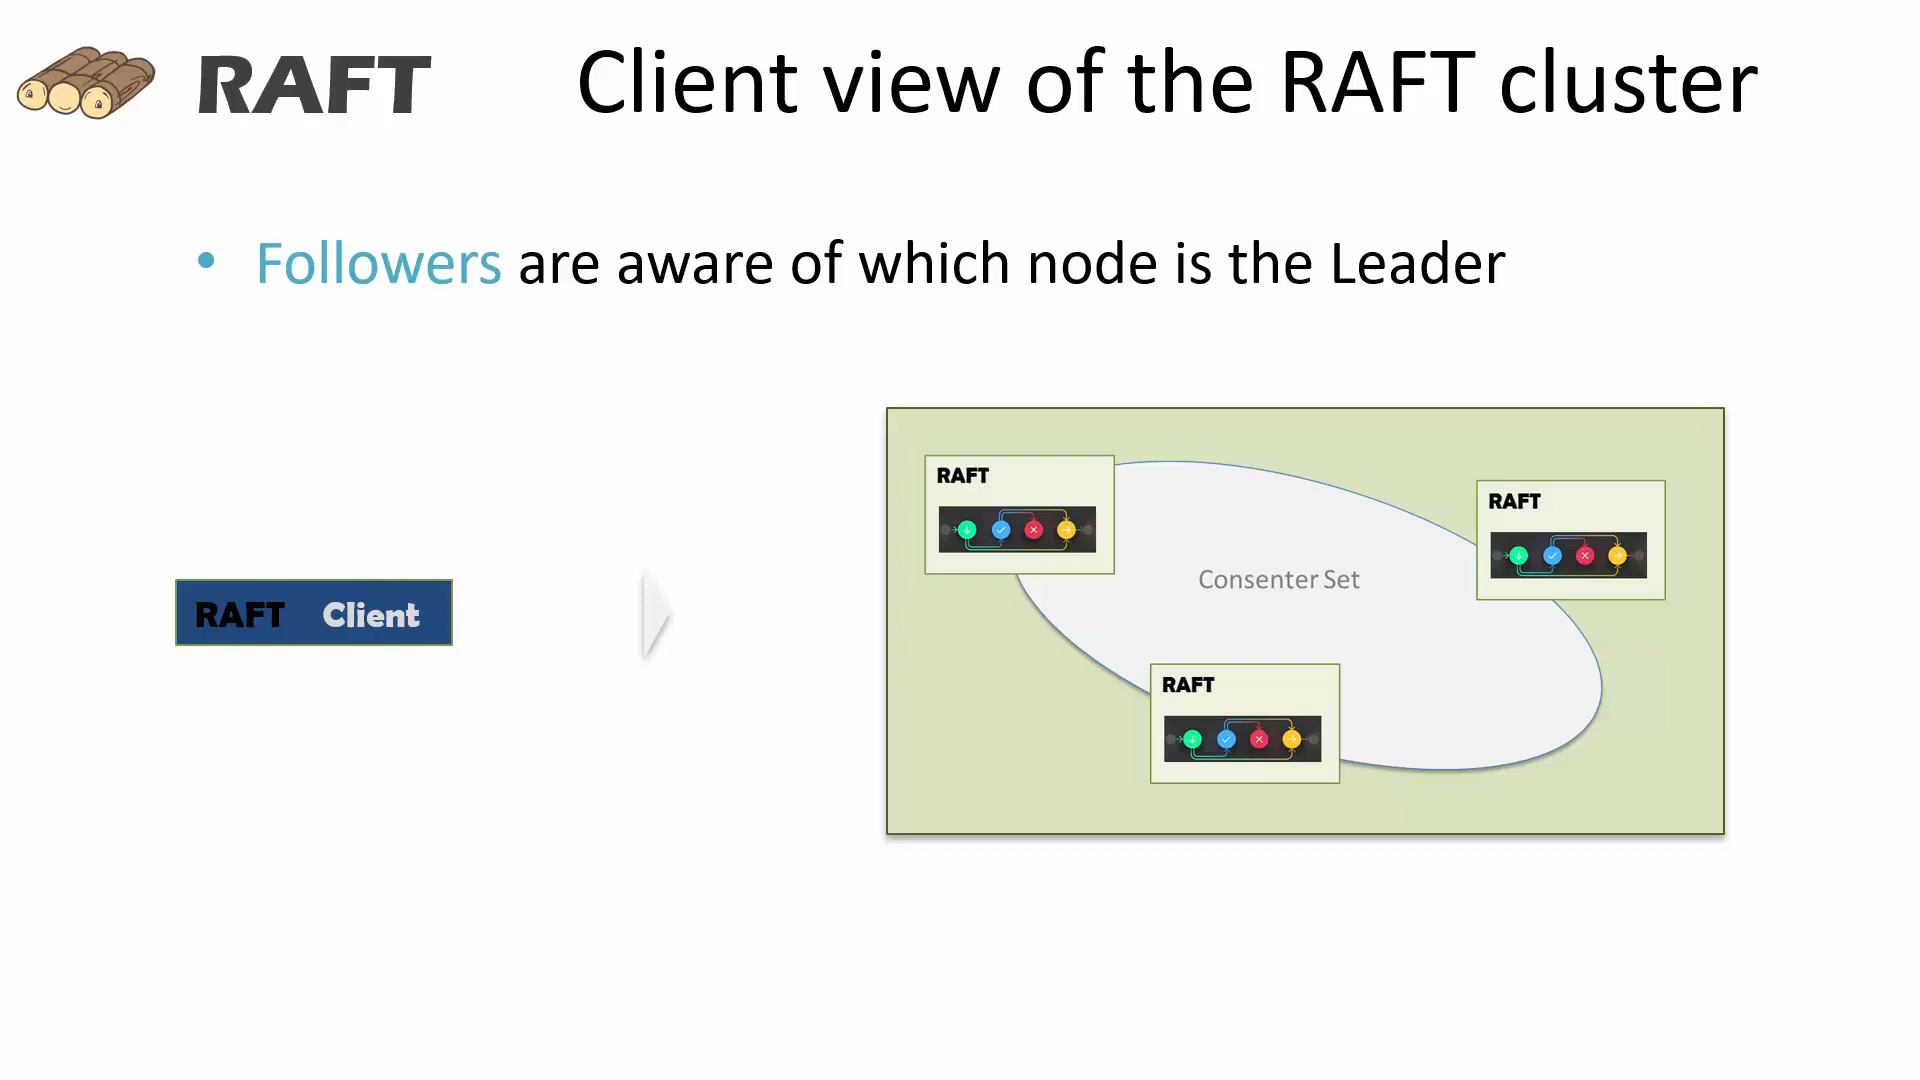 RAFT
Client view of the RAFT cluster
• Followers are aware of which node is the Leader
RAFT
RAFT
Consenter Set
RAFT Client
RAFT